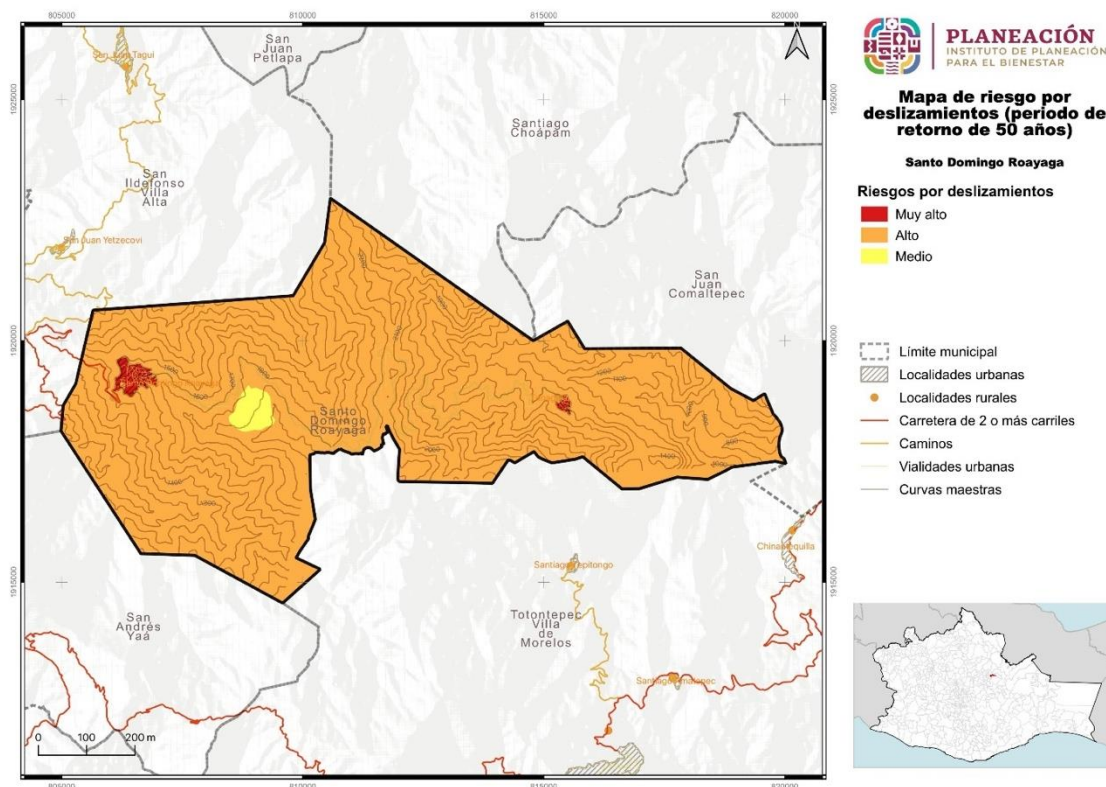 805000
810000
815000
820000
San Juan Tagui
San
Juan
Petlapa
Santiago
Choápam
San
Ildefonso
Villa
Alta
San Juan Yetzecovi
San
Juan
Comaltepec
Santo
Domingo
Roayaga
San
Andrés
Yaá
Totontepec
Villa
de
Morelos
1925000
1920000
1915000
1925000
1920000
1915000
0 100 200 m
805000
810000
815000
820000
PLANEACIÓN
INSTITUTO DE PLANEACIÓN
PARA EL BIENESTAR
Mapa de riesgo por
deslizamientos (periodo de
retorno de 50 años)
Santo Domingo Roayaga
Riesgos por deslizamientos
Muy alto
Alto
Medio
Límite municipal
Localidades urbanas
Localidades rurales
Carretera de 2 o más carriles
Caminos
Vialidades urbanas
Curvas maestras